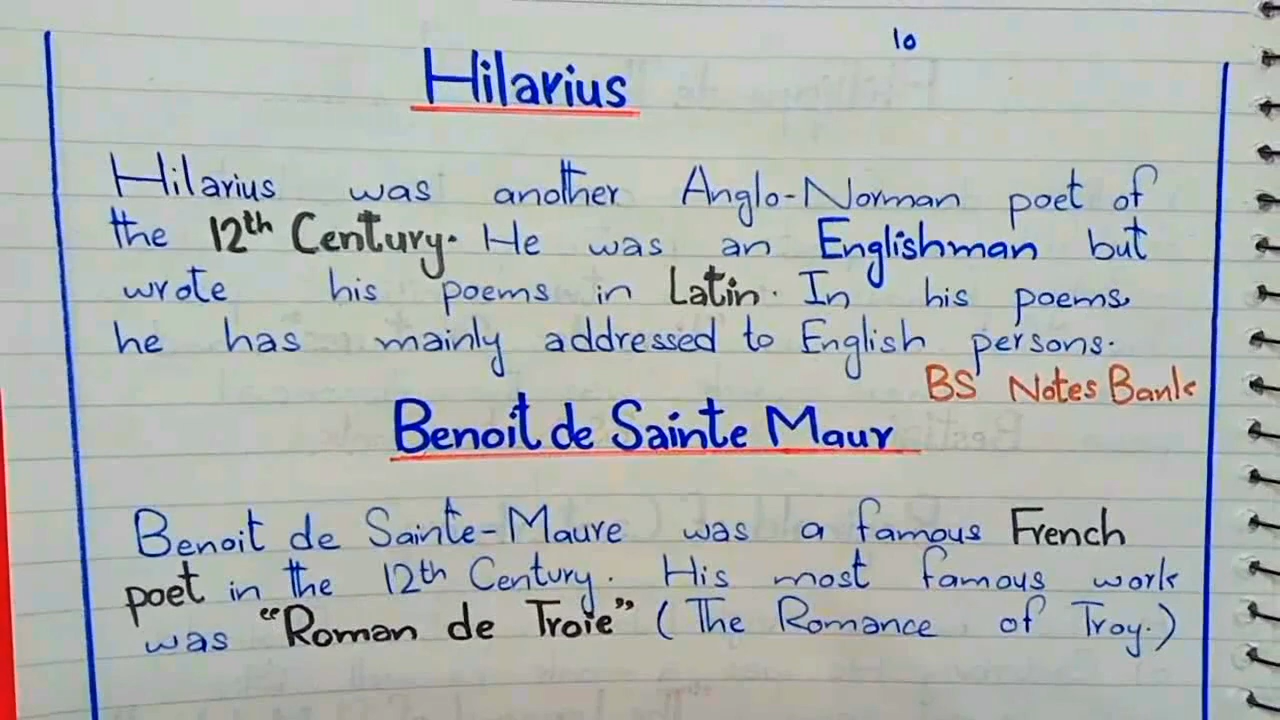 10
Hilarius
Hilarius was another Anglo-Norman poet of
the 12th Century. He was an Englishman but
wrote his poems in Latin. In his poems,
he has mainly addressed to English persons.
BS Notes Bank
Benoit de Sainte Maur
Benoit de Sainte-Maure was a famous French
poet in the 12th Century. His most famous work
was "Roman de Troie" (The Romance of Troy.)